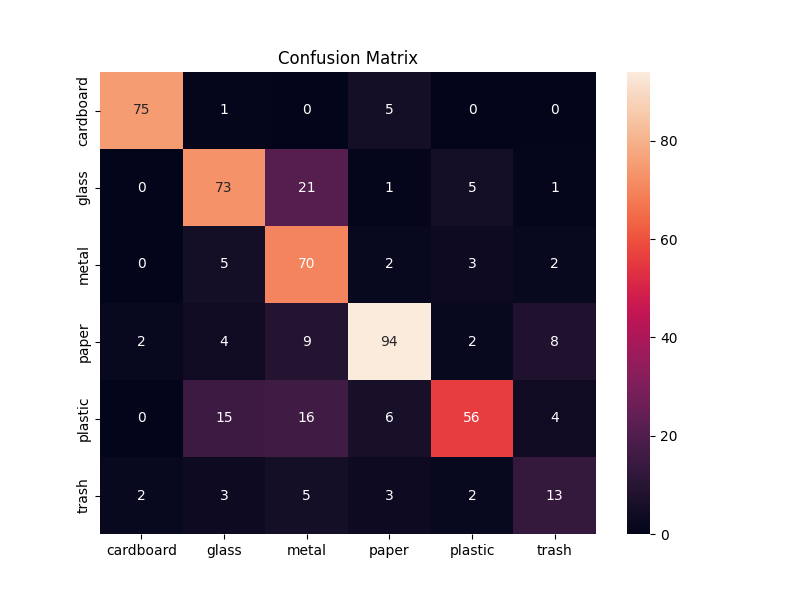 Confusion Matrix
cardboard 75 1 0 5 0 0
glass 0 73 21 1 5 1
metal 0 5 70 2 3 2
paper 2 4 9 94 2 8
plastic 0 15 16 6 56 4
trash 2 3 5 3 2 13
cardboard glass metal paper plastic trash
80
60
40
20
0